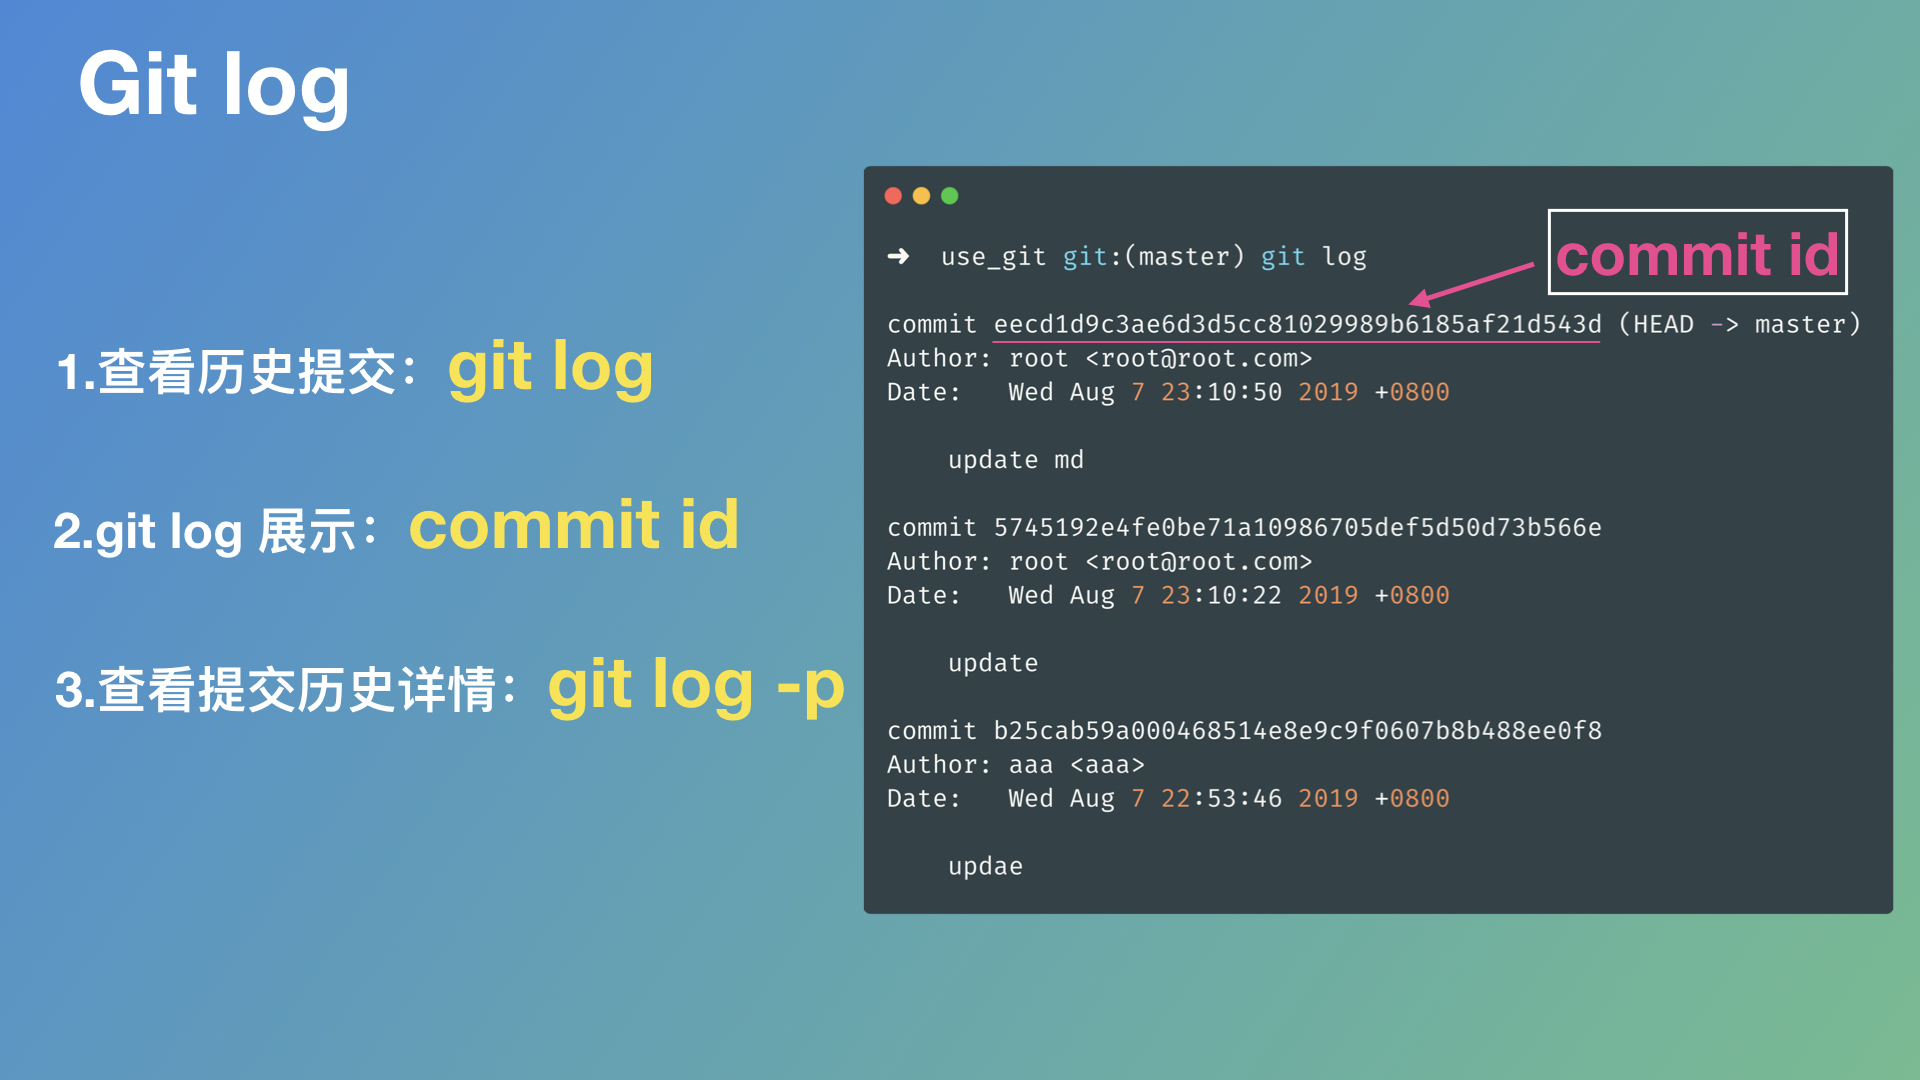 Git log
1.查看历史提交：git log
2.git log 展示：commit id
3.查看提交历史详情：git log -p
➜ use_git git:(master) git log
commit id
commit eecd1d9c3ae6d3d5cc81029989b6185af21d543d (HEAD -> master)
Author: root <root@root.com>
Date: Wed Aug 7 23:10:50 2019 +0800
update md
commit 5745192e4fe0be71a10986705def5d50d73b566e
Author: root <root@root.com>
Date: Wed Aug 7 23:10:22 2019 +0800
update
commit b25cab59a000468514e8e9c9f0607b8b488ee0f8
Author: aaa <aaa>
Date: Wed Aug 7 22:53:46 2019 +0800
updae